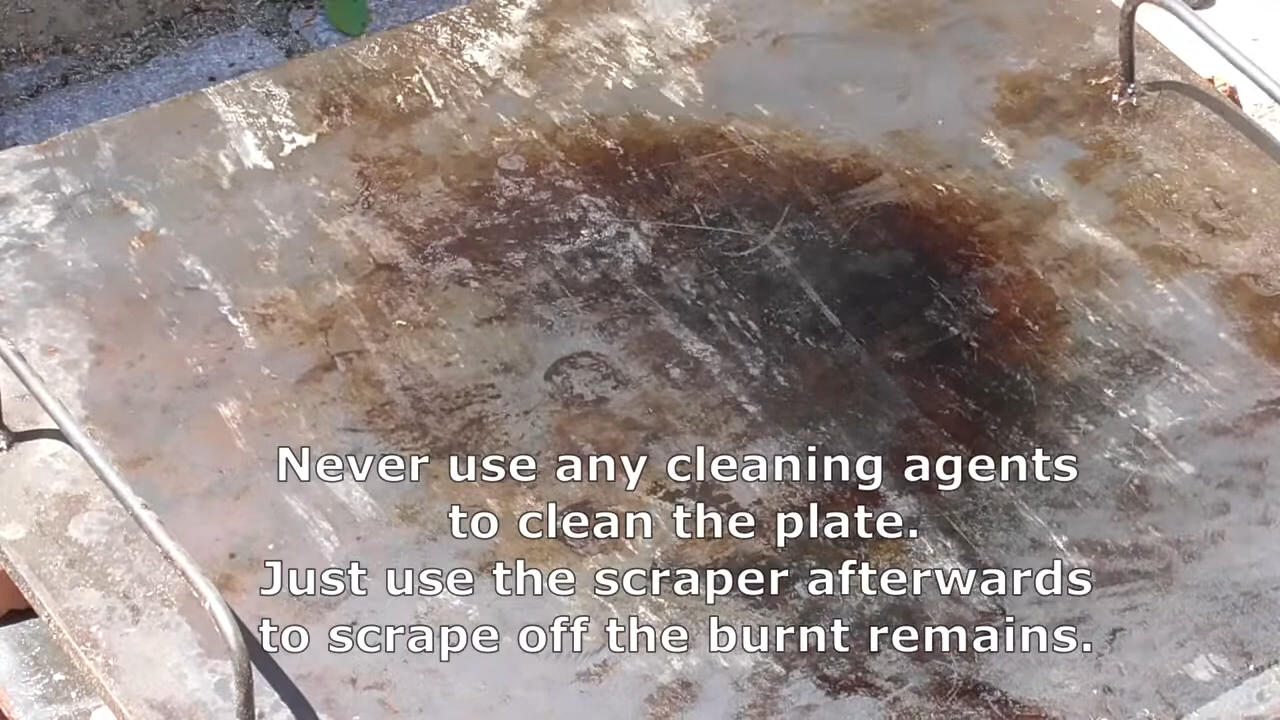 Never use any cleaning agents
to clean the plate.
Just use the scraper afterwards
to scrape off the burnt remains.